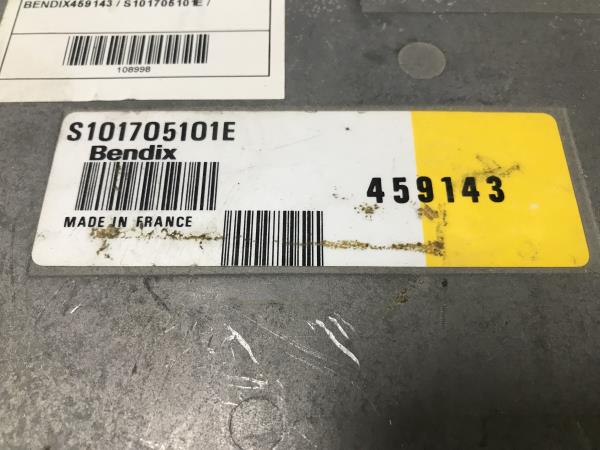 BENDIX459143 / S101705101E /
108998
S101705101E
Bendix
459143
MADE IN FRANCE